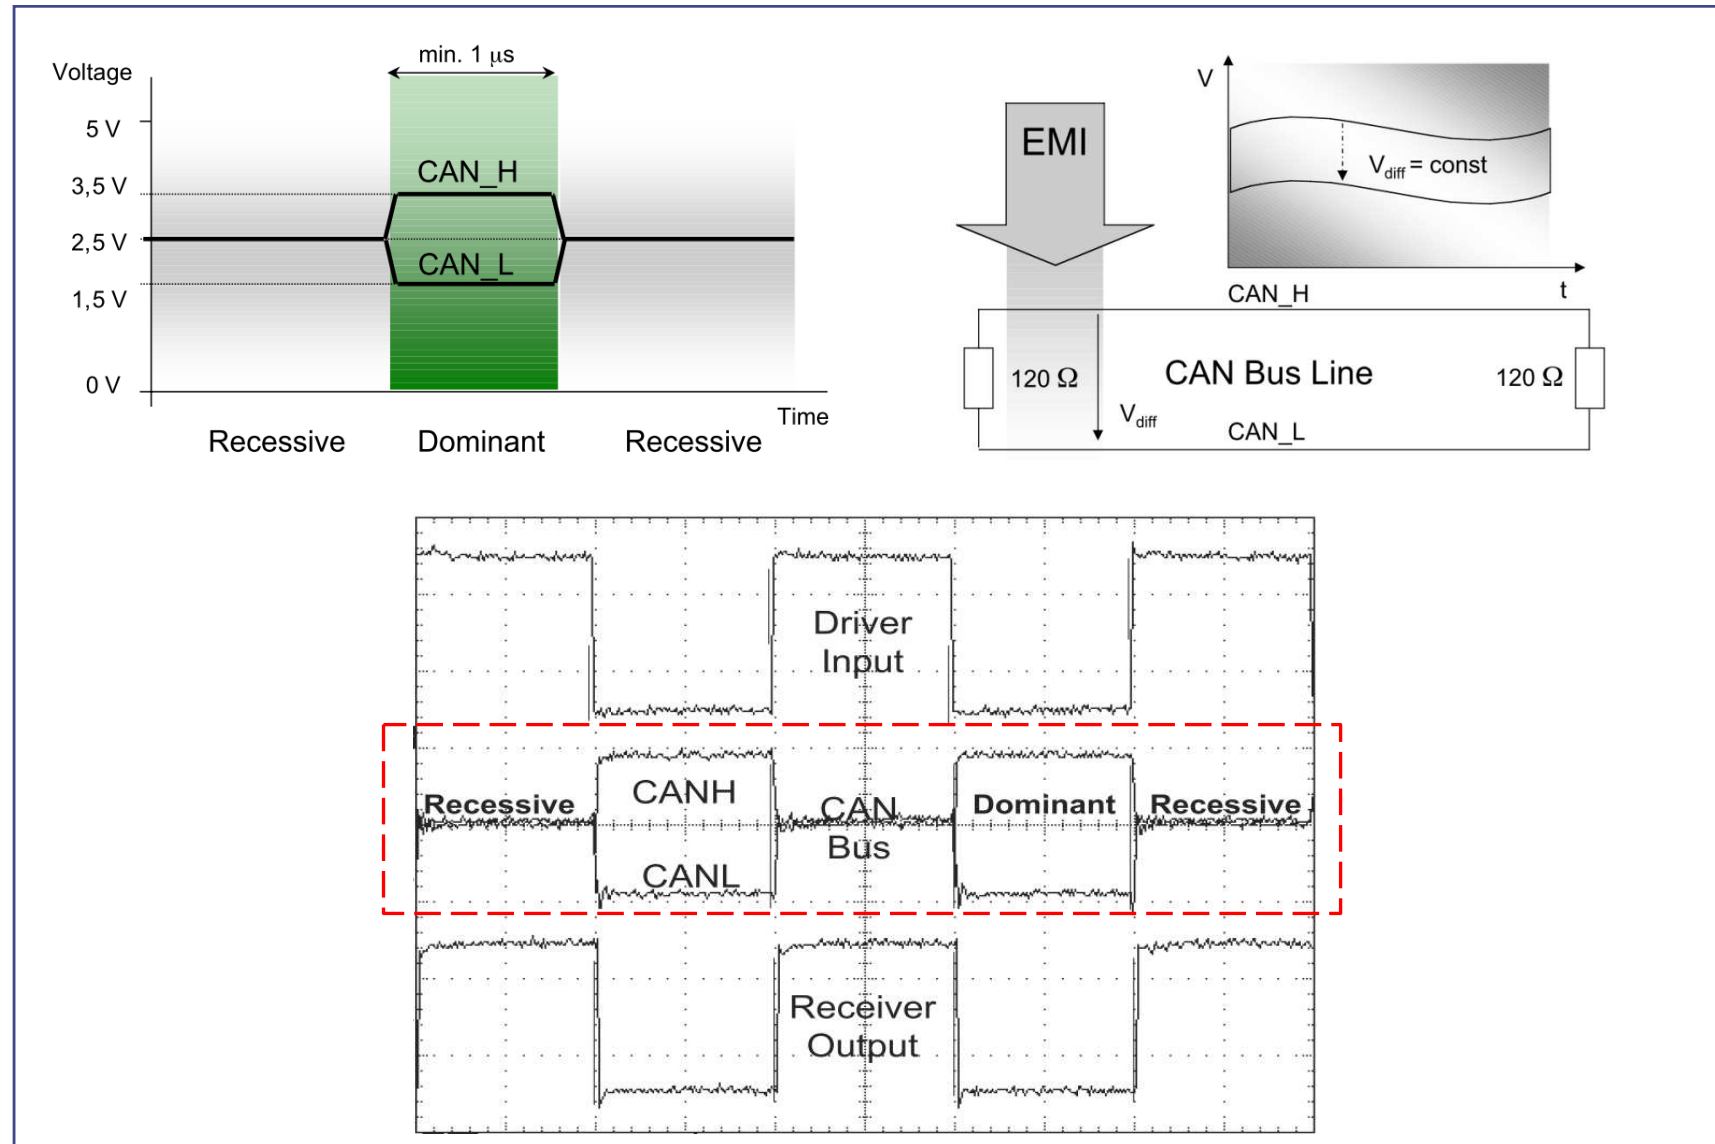 min. 1 μs
Voltage
5 V
CAN_H
3,5 V
2,5 V
CAN_L
1,5 V
0 V
Time
Recessive
Dominant
Recessive
EMI
V
Vdiff = const
t
CAN_H
120 Ω
CAN Bus Line
120 Ω
Vdiff
CAN_L
Driver
Input
Recessive
CANH
CAN
Bus
Dominant
Recessive
CANL
Receiver
Output